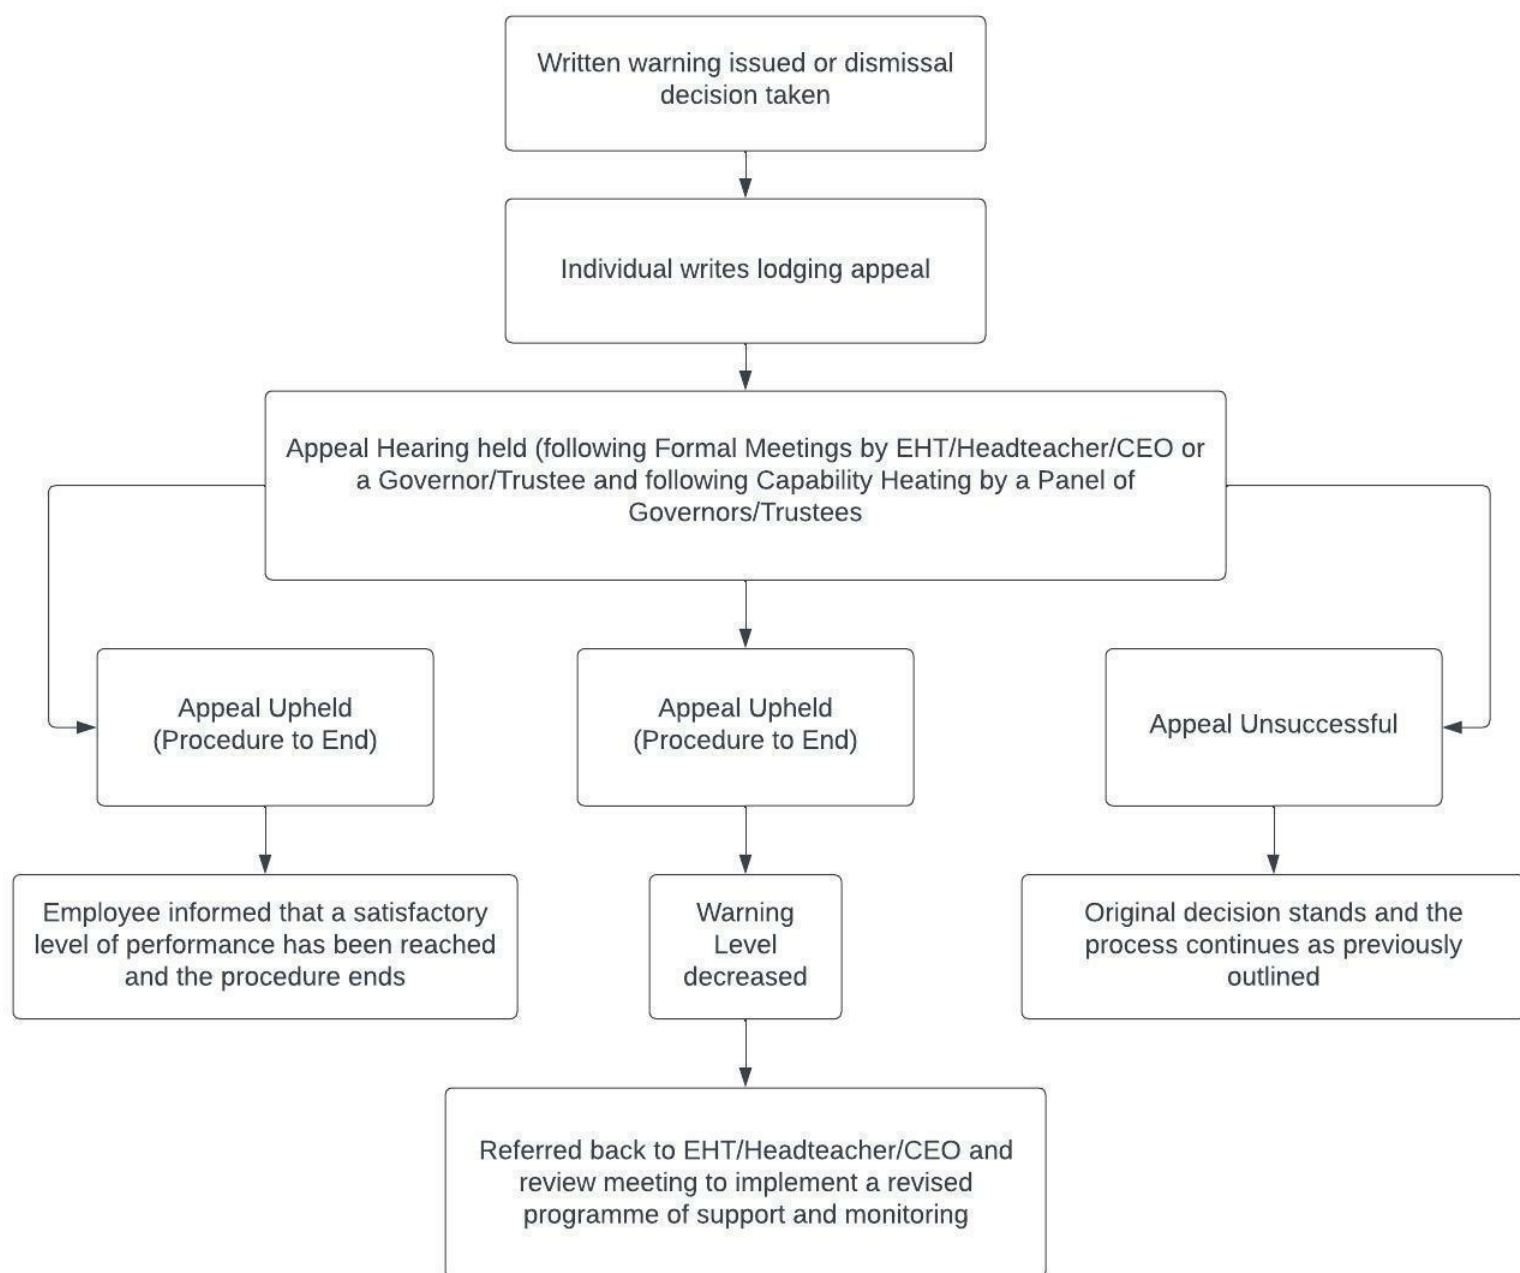 Written warning issued or dismissal
decision taken
Individual writes lodging appeal
Appeal Hearing held (following Formal Meetings by EHT/Headteacher/CEO or
a Governor/Trustee and following Capability Heating by a Panel of
Governors/Trustees
Appeal Upheld
(Procedure to End)
Appeal Upheld
(Procedure to End)
Appeal Unsuccessful
Employee informed that a satisfactory
level of performance has been reached
and the procedure ends
Warning
Level
decreased
Original decision stands and the
process continues as previously
outlined
Referred back to EHT/Headteacher/CEO and
review meeting to implement a revised
programme of support and monitoring